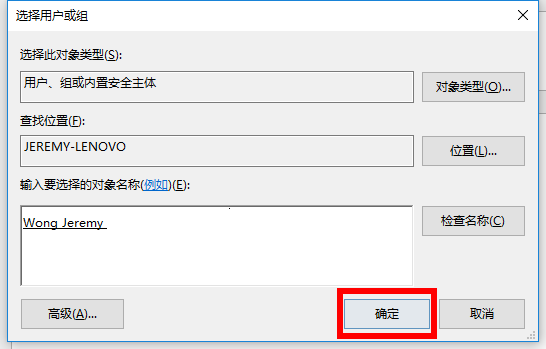 选择用户或组
选择此对象类型(S):
用户、组或内置安全主体
对象类型(O)...
查找位置(F):
JEREMY-LENOVO
位置(L)...
输入要选择的对象名称(例如)(E):
Wong Jeremy
检查名称(C)
高级(A)...
确定
取消